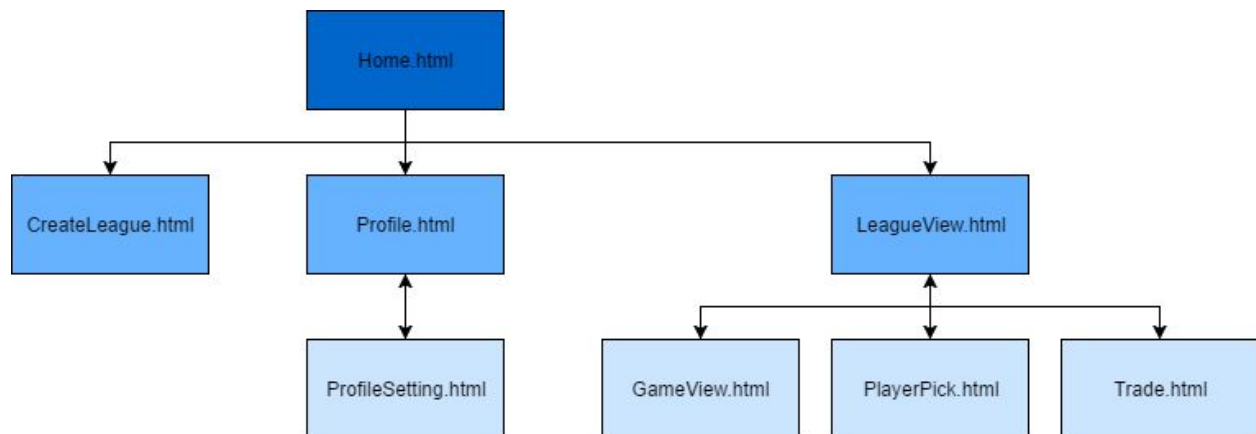 Home.html
CreateLeague.html
Profile.html
LeagueView.html
ProfileSetting.html
GameView.html
PlayerPick.html
Trade.html